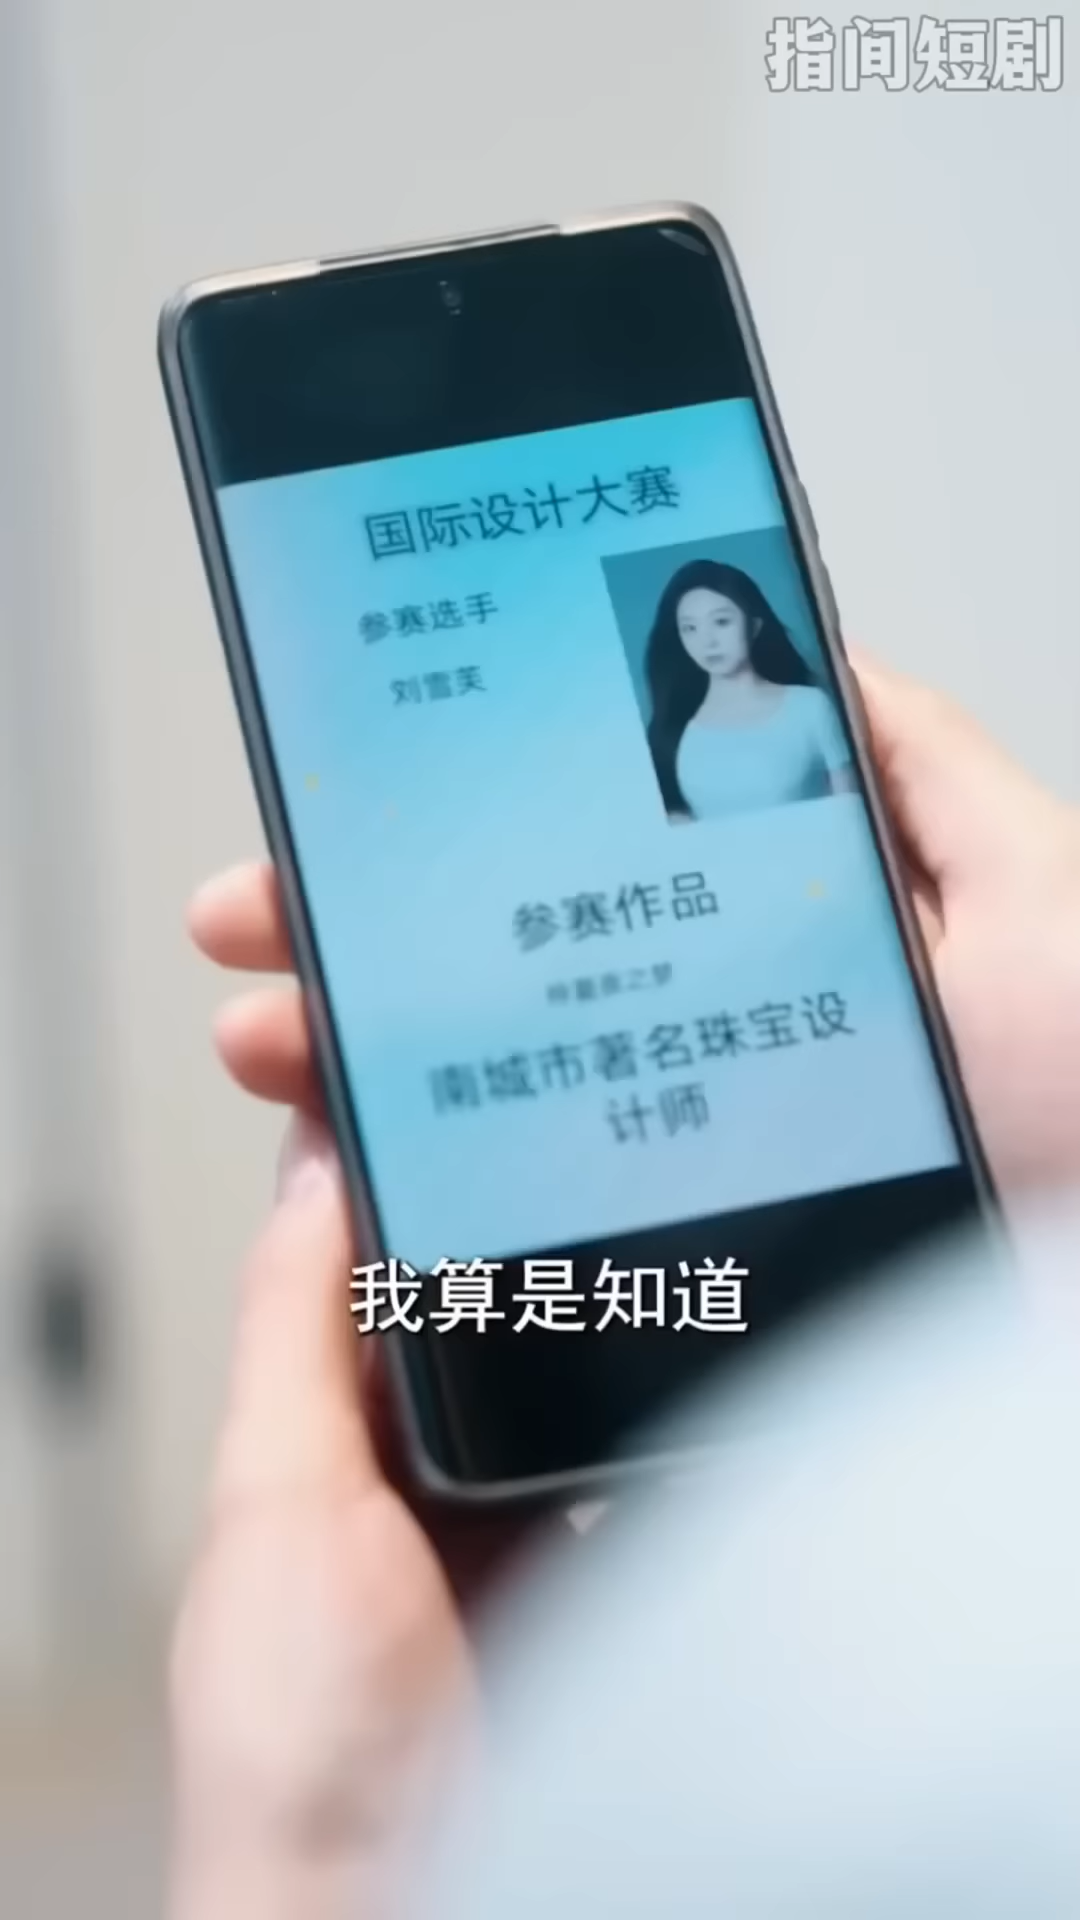 指间短剧
国际设计大赛
参赛选手
刘雪芙
参赛作品
南城市著名珠宝设
计师
我算是知道